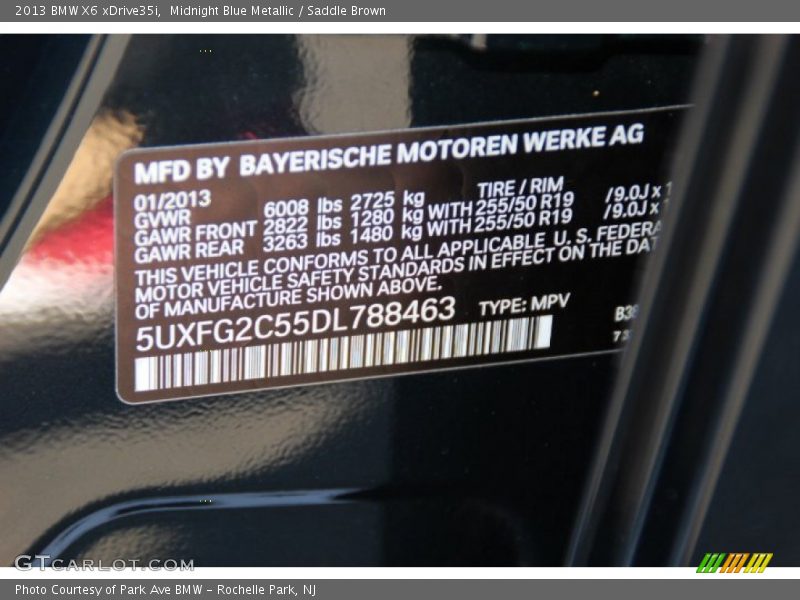 2013 BMW X6 xDrive35i, Midnight Blue Metallic / Saddle Brown
MFD BY BAYERISCHE MOTOREN WERKE AG
01/2013 TIRE / RIM
GVWR 6008 lbs 2725 kg
GAWR FRONT 2822 lbs 1280 kg WITH 255/50 R19 /9.0J x
GAWR REAR 3263 lbs 1480 kg WITH 255/50 R19 /9.0J x
THIS VEHICLE CONFORMS TO ALL APPLICABLE U.S. FEDERA
MOTOR VEHICLE SAFETY STANDARDS IN EFFECT ON THE DAT
OF MANUFACTURE SHOWN ABOVE.
5UXFG2C55DL788463 TYPE: MPV
GTCARLOT.COM
Photo Courtesy of Park Ave BMW - Rochelle Park, NJ